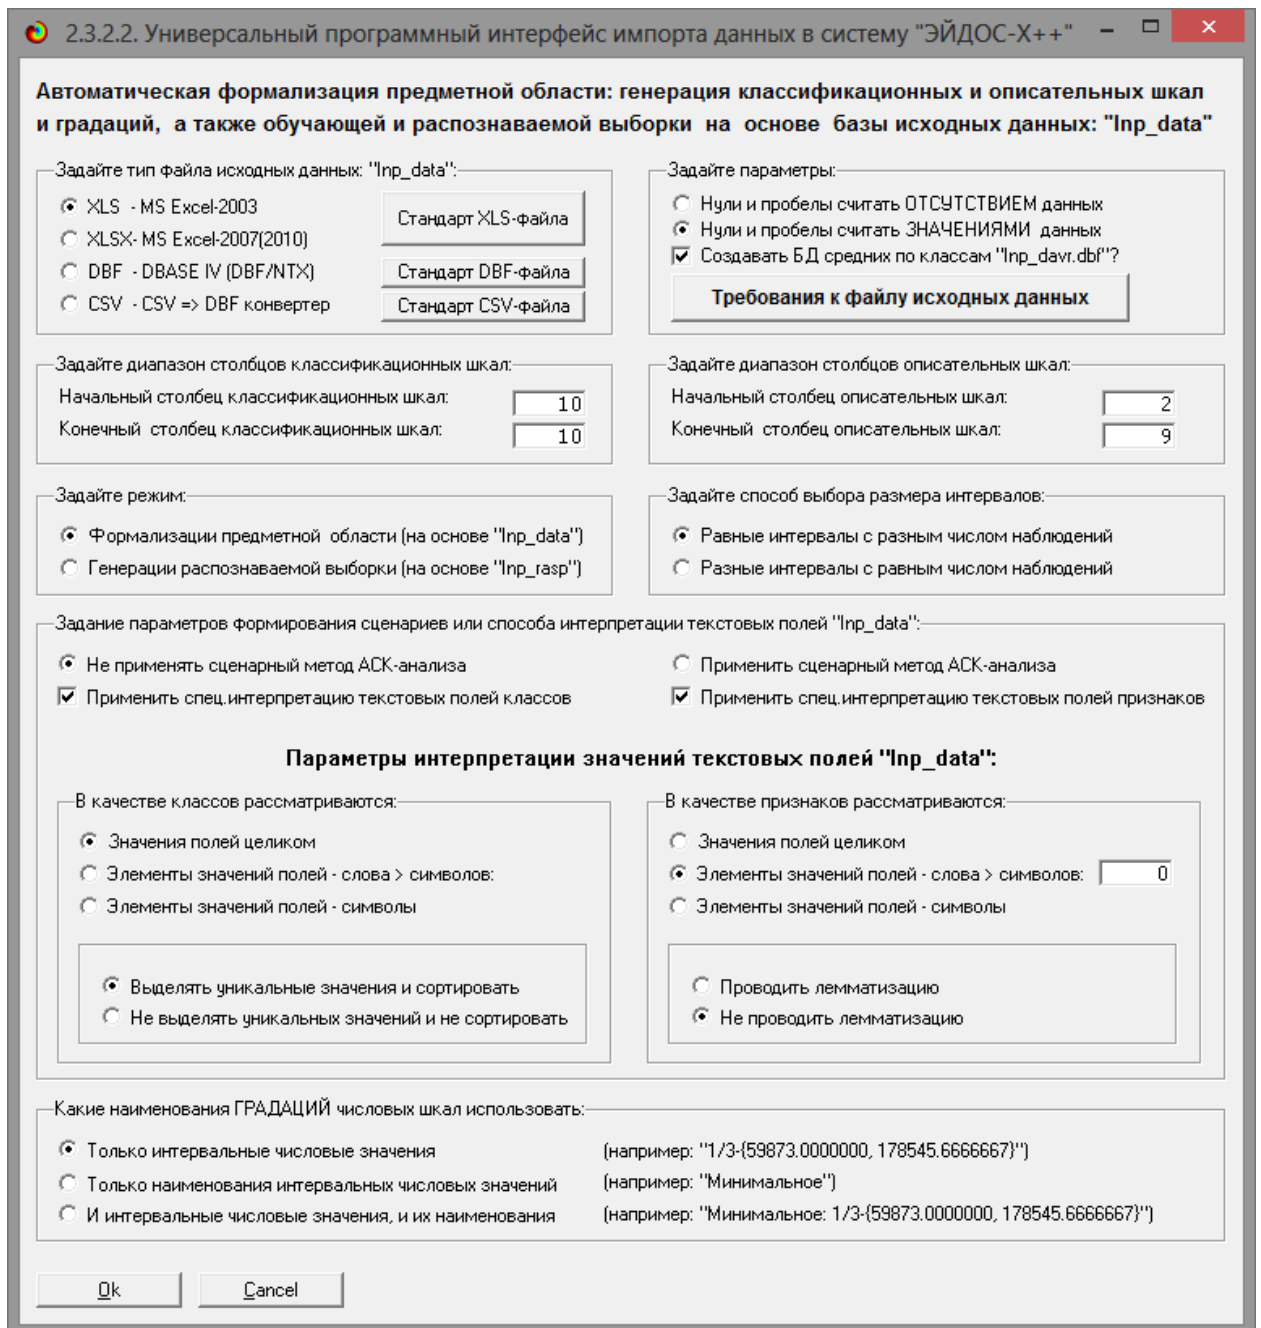 2.3.2.2. Универсальный программный интерфейс импорта данных в систему "ЭЙДОС-X++"
Автоматическая формализация предметной области: генерация классификационных и описательных шкал
и градаций, а также обучающей и распознаваемой выборки на основе базы исходных данных: "Inp_data"
Задайте тип файла исходных данных: "Inp_data":
XLS - MS Excel-2003
XLSX- MS Excel-2007(2010)
DBF - DBASE IV (DBF/NTX)
CSV - CSV => DBF конвертер
Стандарт XLS-файла
Стандарт DBF-файла
Стандарт CSV-файла
Задайте параметры:
Нули и пробелы считать ОТСУТСТВИЕМ данных
Нули и пробелы считать ЗНАЧЕНИЯМИ данных
Создавать БД средних по классам "Inp_davr.dbf"?
Требования к файлу исходных данных
Задайте диапазон столбцов классификационных шкал:
Начальный столбец классификационных шкал: 10
Конечный столбец классификационных шкал: 10
Задайте диапазон столбцов описательных шкал:
Начальный столбец описательных шкал: 2
Конечный столбец описательных шкал: 9
Задайте режим:
Формализации предметной области (на основе "Inp_data")
Генерации распознаваемой выборки (на основе "Inp_rasp")
Задайте способ выбора размера интервалов:
Равные интервалы с разным числом наблюдений
Разные интервалы с равным числом наблюдений
Задание параметров формирования сценариев или способа интерпретации текстовых полей "Inp_data":
Не применять сценарный метод АСК-анализа
Применить спец.интерпретацию текстовых полей классов
Применить сценарный метод АСК-анализа
Применить спец.интерпретацию текстовых полей признаков
Параметры интерпретации значений текстовых полей "Inp_data":
В качестве классов рассматриваются:
Значения полей целиком
Элементы значений полей - слова > символов:
Элементы значений полей - символы
Выделять уникальные значения и сортировать
Не выделять уникальных значений и не сортировать
В качестве признаков рассматриваются:
Значения полей целиком
Элементы значений полей - слова > символов: 0
Элементы значений полей - символы
Проводить лемматизацию
Не проводить лемматизацию
Какие наименования ГРАДАЦИЙ числовых шкал использовать:
Только интервальные числовые значения (например: "1/3-{59873.0000000, 178545.6666667}")
Только наименования интервальных числовых значений (например: "Минимальное")
И интервальные числовые значения, и их наименования (например: "Минимальное: 1/3-{59873.0000000, 178545.6666667}")
Ok
Cancel